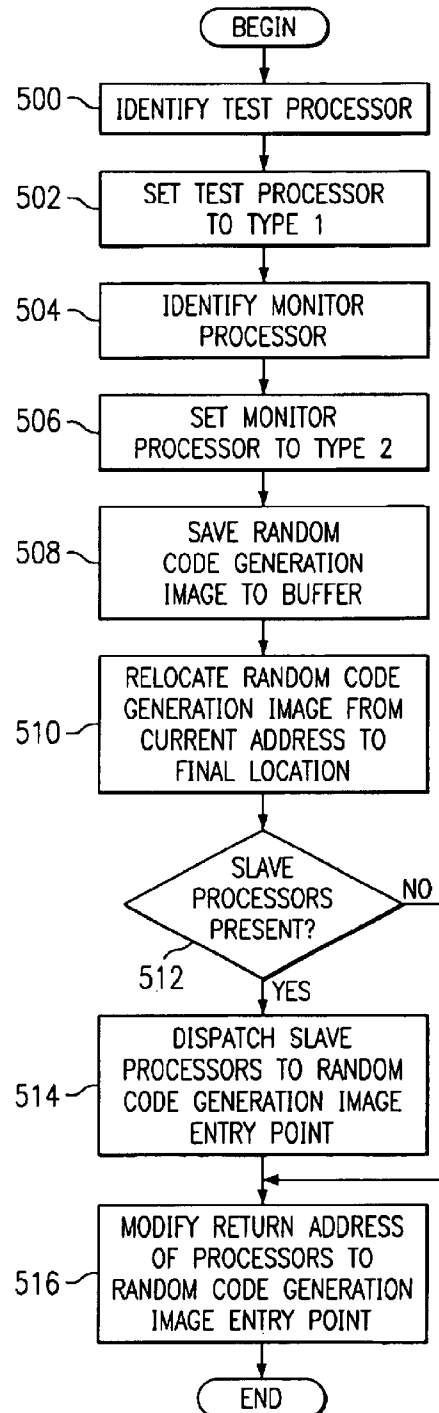 BEGIN
500
IDENTIFY TEST PROCESSOR
502
SET TEST PROCESSOR
TO TYPE 1
504
IDENTIFY MONITOR
PROCESSOR
506
SET MONITOR
PROCESSOR TO TYPE 2
508
SAVE RANDOM
CODE GENERATION
IMAGE TO BUFFER
510
RELOCATE RANDOM CODE
GENERATION IMAGE FROM
CURRENT ADDRESS TO
FINAL LOCATION
SLAVE
PROCESSORS
PRESENT?
NO
512
YES
514
DISPATCH SLAVE
PROCESSORS TO RANDOM
CODE GENERATION IMAGE
ENTRY POINT
516
MODIFY RETURN ADDRESS
OF PROCESSORS TO
RANDOM CODE GENERATION
IMAGE ENTRY POINT
END